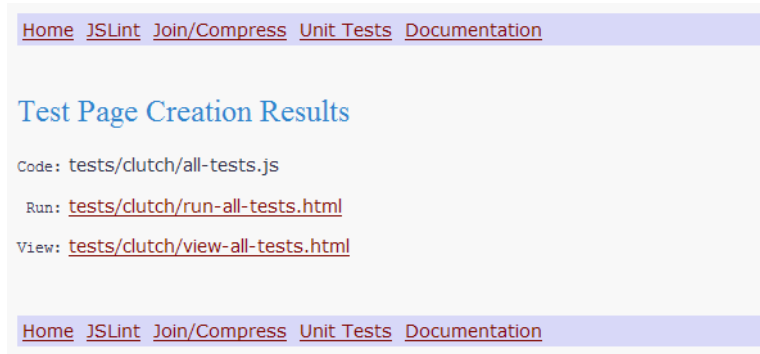 Home JSLint Join/Compress Unit Tests Documentation
Test Page Creation Results
Code: tests/clutch/all-tests.js
Run: tests/clutch/run-all-tests.html
View: tests/clutch/view-all-tests.html
Home JSLint Join/Compress Unit Tests Documentation